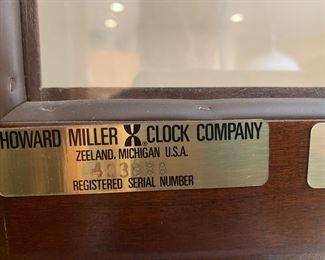 HOWARD MILLER CLOCK COMPANY
ZEELAND, MICHIGAN U.S.A.
REGISTERED SERIAL NUMBER